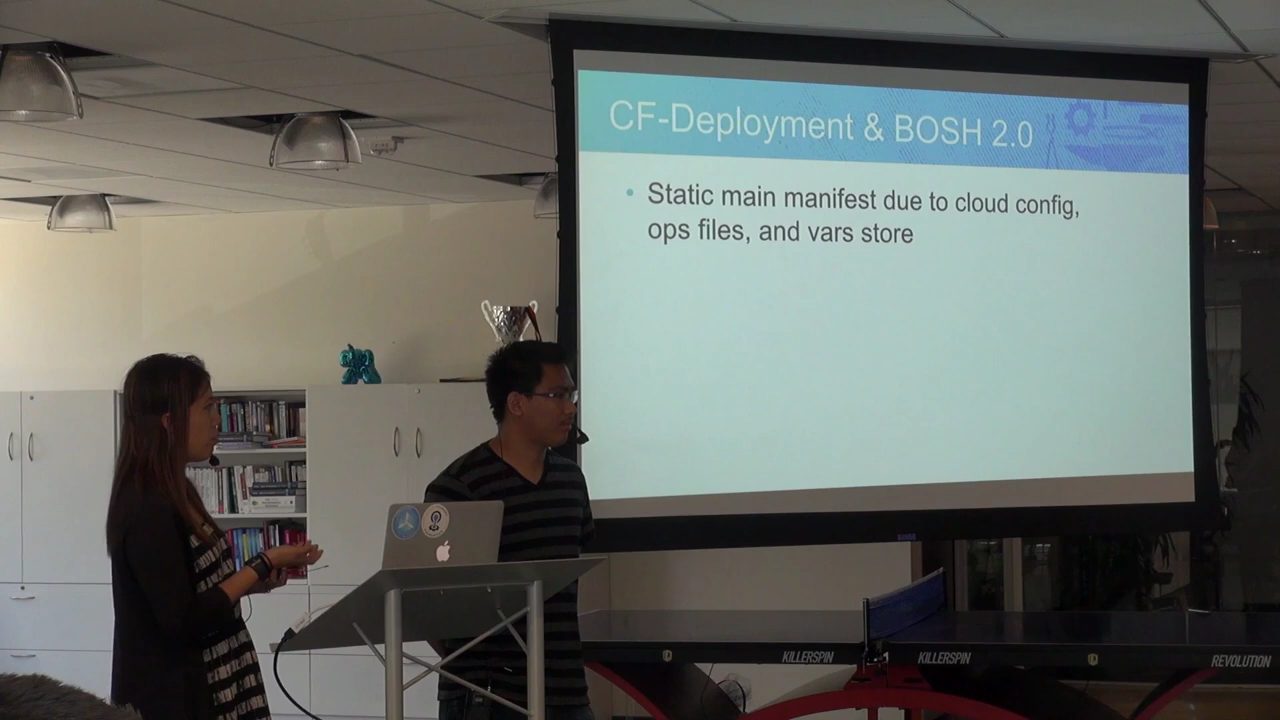 CF-Deployment & BOSH 2.0
• Static main manifest due to cloud config,
ops files, and vars store
KILLERSPIN
KILLERSPIN
REVOLUTION